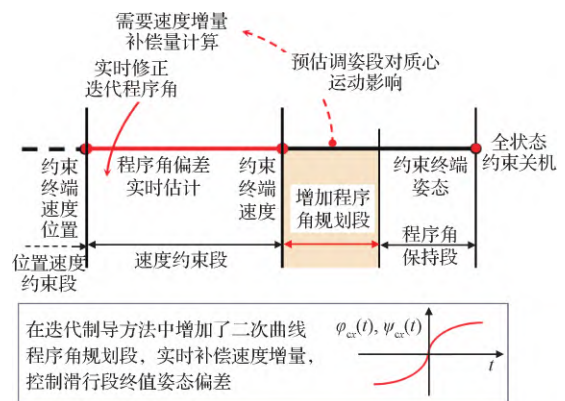 需要速度增量
补偿量计算
实时修正
迭代程序角
预估调姿段对质心
运动影响
全状态
约束关机
约束
终端
速度
位置
程序角偏差
实时估计
约束
终端
速度
增加程序
角规划段
约束终端
姿态
位置速度
约束段
速度约束段
程序角
保持段
在迭代制导方法中增加了二次曲线
程序角规划段，实时补偿速度增量，
控制滑行段终值姿态偏差
φcx(t), ψcx(t)
t